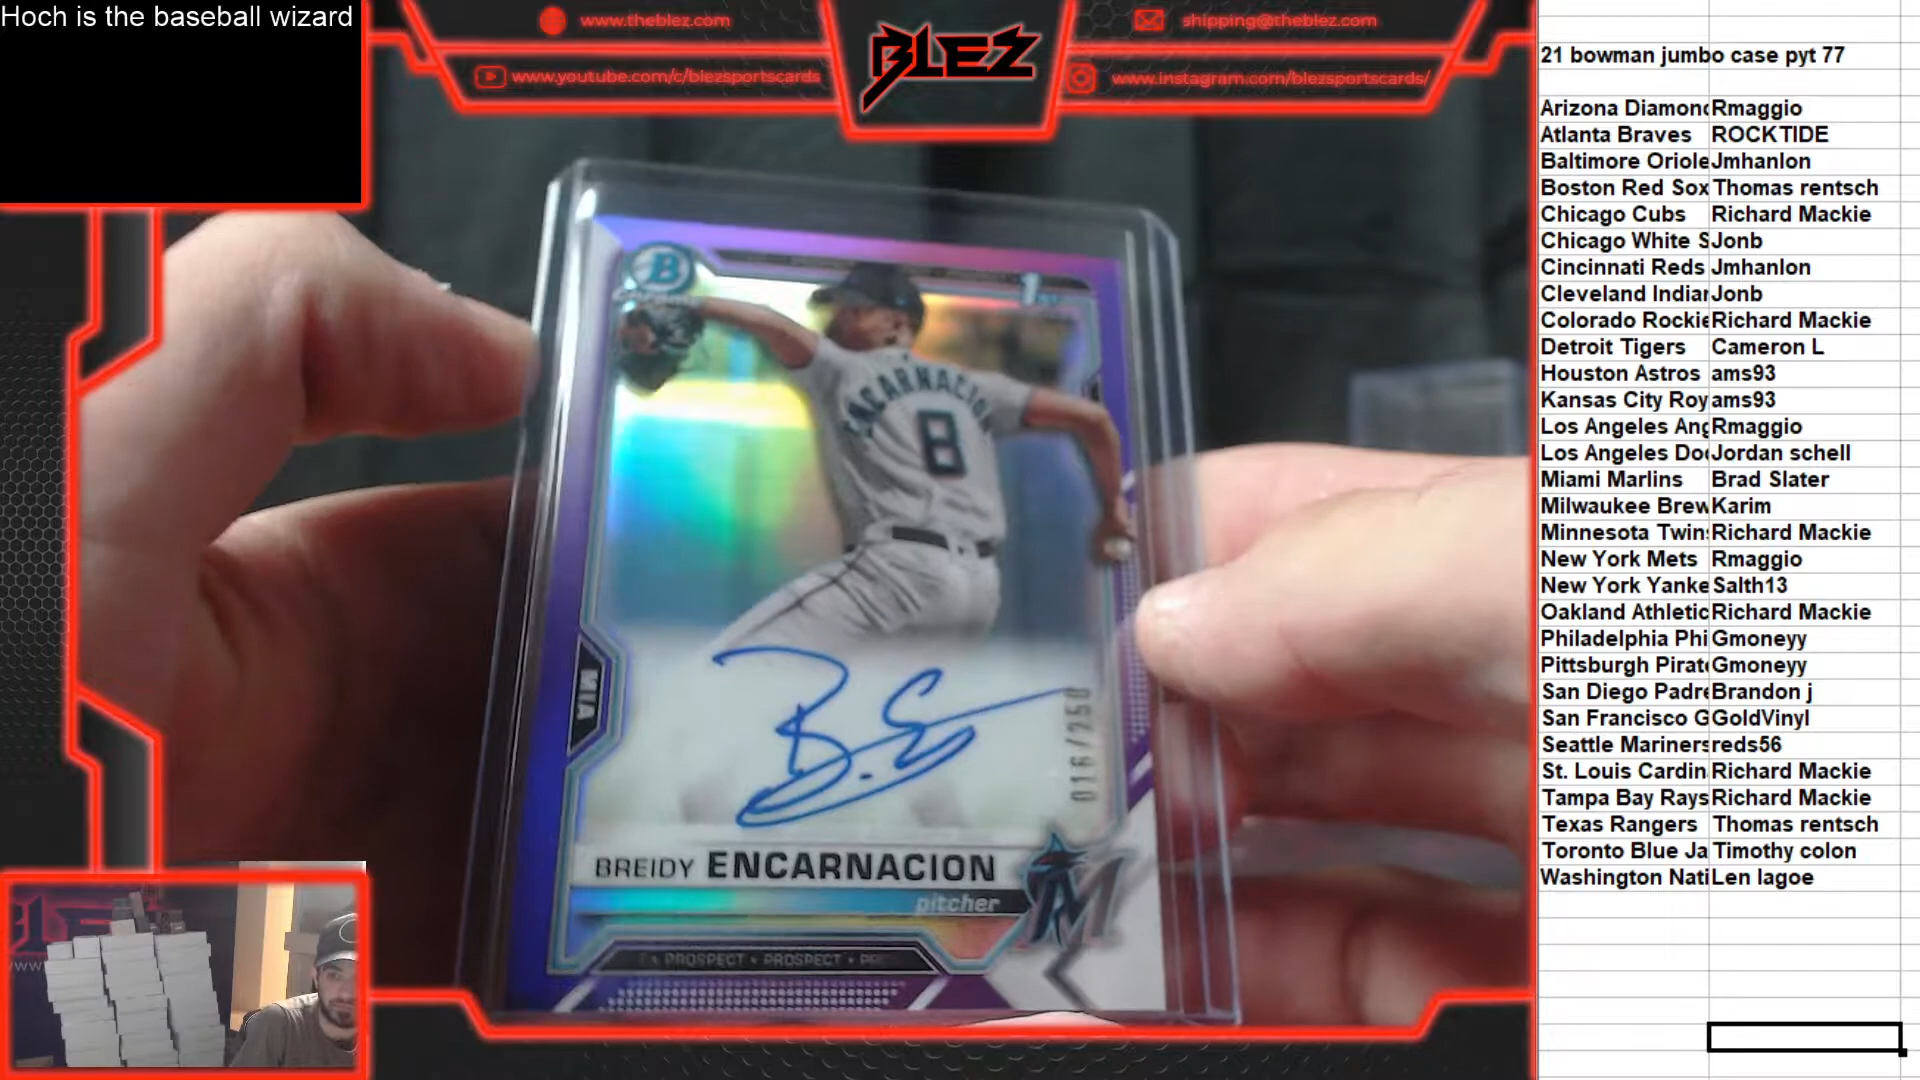 Hoch is the baseball wizard
www.theblez.com
www.youtube.com/c/blezsportscards
BLEZ
shipping@theblez.com
www.instagram.com/blezsportscards/
21 bowman jumbo case pyt 77
Arizona Diamond Rmaggio
Atlanta Braves ROCKTIDE
Baltimore Oriole Jmhanlon
Boston Red Sox Thomas rentsch
Chicago Cubs Richard Mackie
Chicago White S Jonb
Cincinnati Reds Jmhanlon
Cleveland Indian Jonb
Colorado Rockie Richard Mackie
Detroit Tigers Cameron L
Houston Astros ams93
Kansas City Roy ams93
Los Angeles Ang Rmaggio
Los Angeles Dod Jordan schell
Miami Marlins Brad Slater
Milwaukee Brew Karim
Minnesota Twins Richard Mackie
New York Mets Rmaggio
New York Yanke Salth13
Oakland Athletic Richard Mackie
Philadelphia Phi Gmoneyy
Pittsburgh Pirate Gmoneyy
San Diego Padre Brandon j
San Francisco G GoldVinyl
Seattle Mariners reds56
St. Louis Cardin Richard Mackie
Tampa Bay Rays Richard Mackie
Texas Rangers Thomas rentsch
Toronto Blue Ja Timothy colon
Washington Nati Len lagoe
B
1st
ENCARNACION
8
MIA
B. E
016/250
BREIDY ENCARNACION
pitcher
M
PROSPECT • PROSPECT